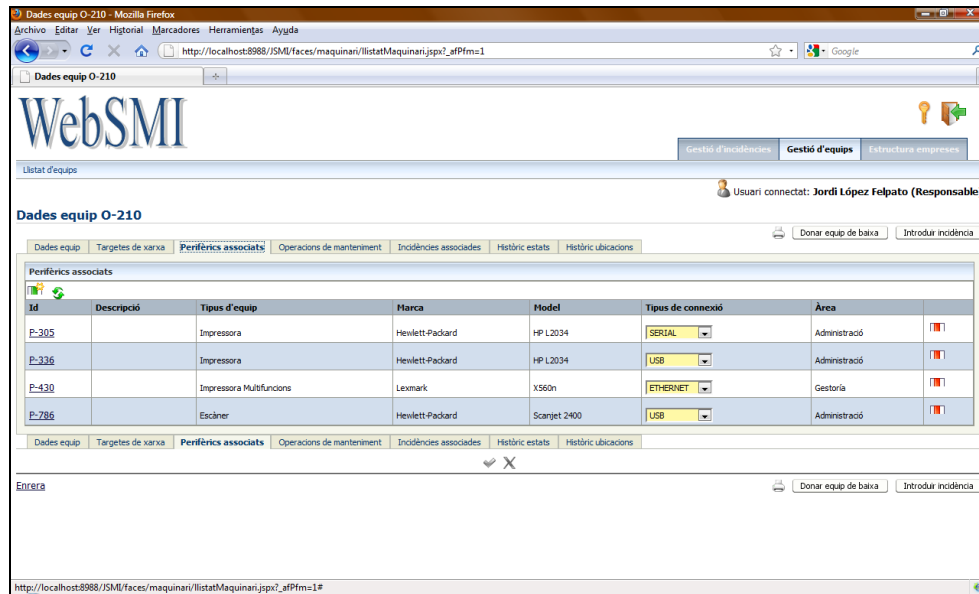 Dades equip O-210 - Mozilla Firefox
Archivo Editar Ver Historial Marcadores Herramientas Ayuda
http://localhost:8988/JSMI/faces/maquinari/llistatMaquinari.jspx?_afPfm=1
Google
Dades equip O-210
WebSMI
Gestió d'incidències Gestió d'equips Estructura empreses
Llistat d'equips
Usuari connectat: Jordi López Felpato (Responsable
Dades equip O-210
Donar equip de baixa Introduir incidència
Dades equip Targetes de xarxa Perifèrics associats Operacions de manteniment Incidències associades Històric estats Històric ubicacions
Perifèrics associats
Id Descripció Tipus d'equip Marca Model Tipus de connexió Àrea
P-305 Impressora Hewlett-Packard HP L2034 SERIAL Administració
P-336 Impressora Hewlett-Packard HP L2034 USB Administració
P-430 Impressora Multifuncions Lexmark X560n ETHERNET Gestoría
P-786 Escàner Hewlett-Packard Scanjet 2400 USB Administració
Dades equip Targetes de xarxa Perifèrics associats Operacions de manteniment Incidències associades Històric estats Històric ubicacions
Enrera
Donar equip de baixa Introduir incidència
http://localhost:8988/JSMI/faces/maquinari/llistatMaquinari.jspx?_afPfm=1#